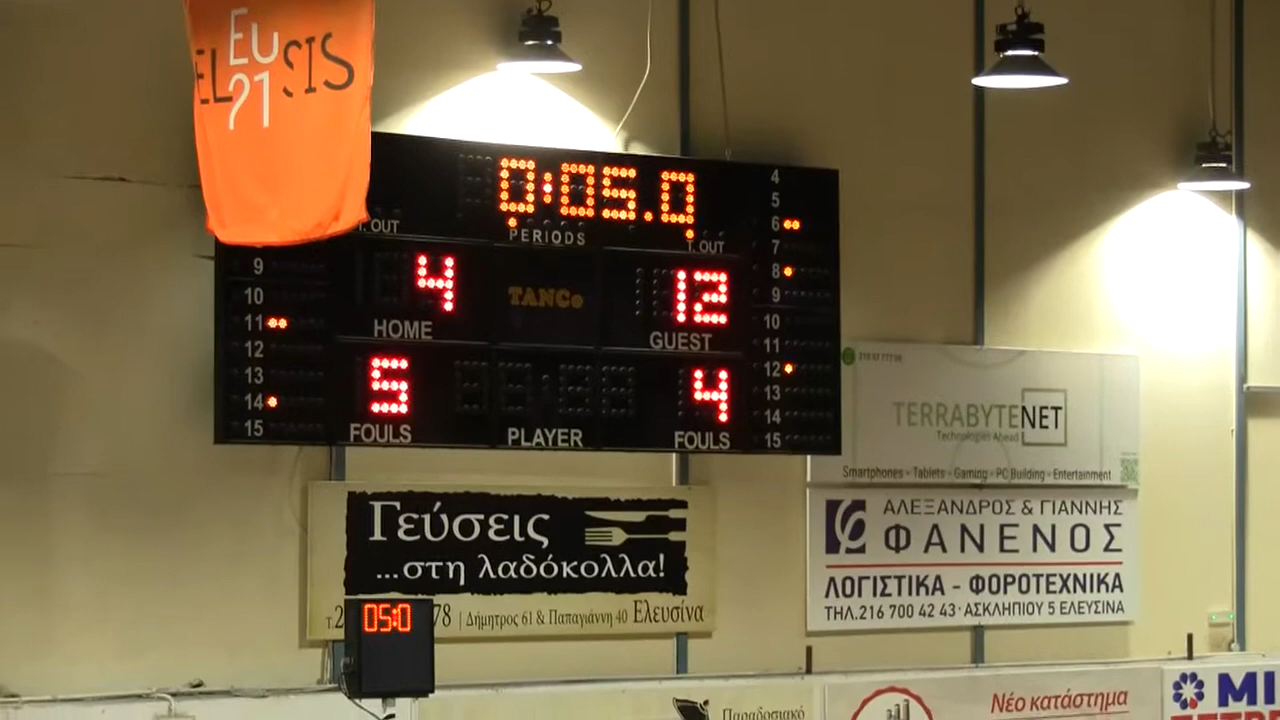 Eu
ELEUSIS
21
0:05.0
T. OUT
PERIODS
T. OUT
4
5
6
7
8
9
10
11
12
13
14
15
9
10
11
12
13
14
15
4
HOME
TANCO
12
GUEST
5
FOULS
PLAYER
4
FOULS
TERRABYTENET
Technologies Ahead
Smartphones - Tablets - Gaming - PC Building - Entertainment
Γεύσεις
...στη λαδόκολλα!
78 | Δήμητρος 61 & Παπαγιάννη 40 Ελευσίνα
05:0
ΑΛΕΞΑΝΔΡΟΣ & ΓΙΑΝΝΗΣ
ΦΑΝΕΝΟΣ
ΛΟΓΙΣΤΙΚΑ - ΦΟΡΟΤΕΧΝΙΚΑ
ΤΗΛ.216 700 42 43· ΑΣΚΛΗΠΙΟΥ 5 ΕΛΕΥΣΙΝΑ
Παραδοσιακό
Νέο κατάστημα